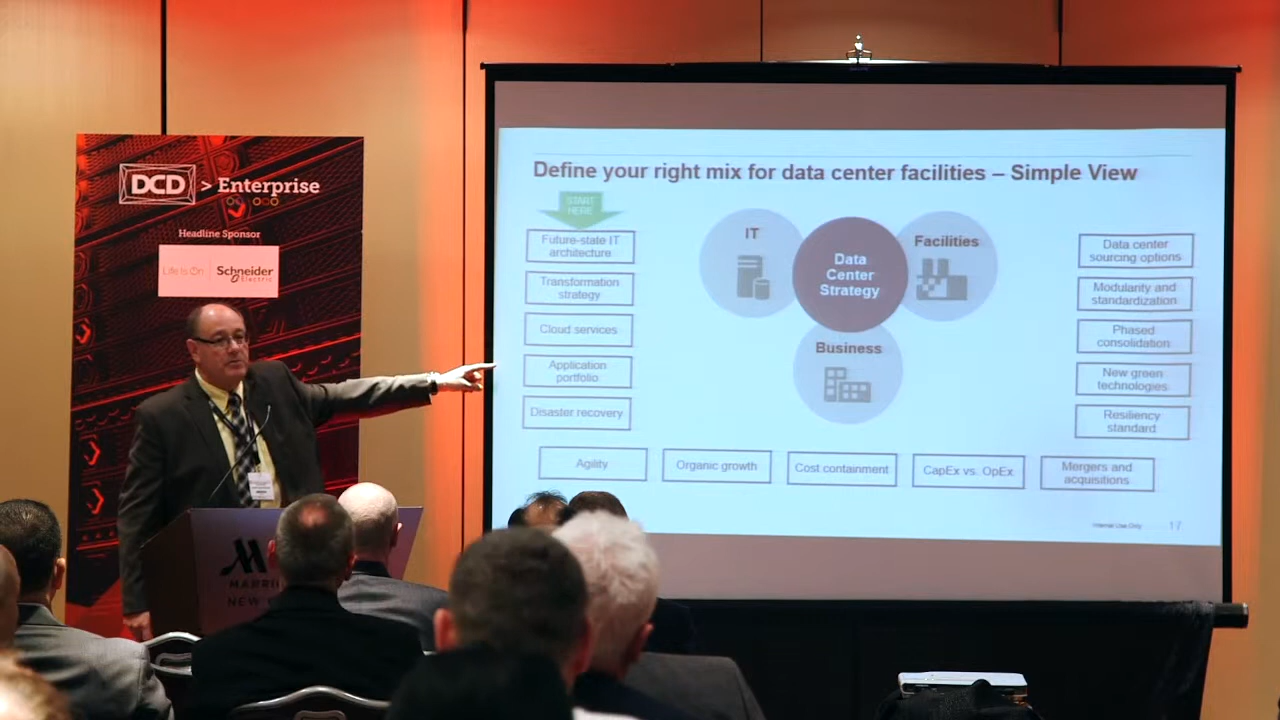 DCD > Enterprise
Headline Sponsor
Life Is On
Schneider
Electric
Define your right mix for data center facilities – Simple View
START
HERE
Future-state IT
architecture
Transformation
strategy
Cloud services
Application
portfolio
Disaster recovery
IT
Data
Center
Strategy
Facilities
Business
Data center
sourcing options
Modularity and
standardization
Phased
consolidation
New green
technologies
Resiliency
standard
Agility
Organic growth
Cost containment
CapEx vs. OpEx
Mergers and
acquisitions
Internal Use Only
17
NEW